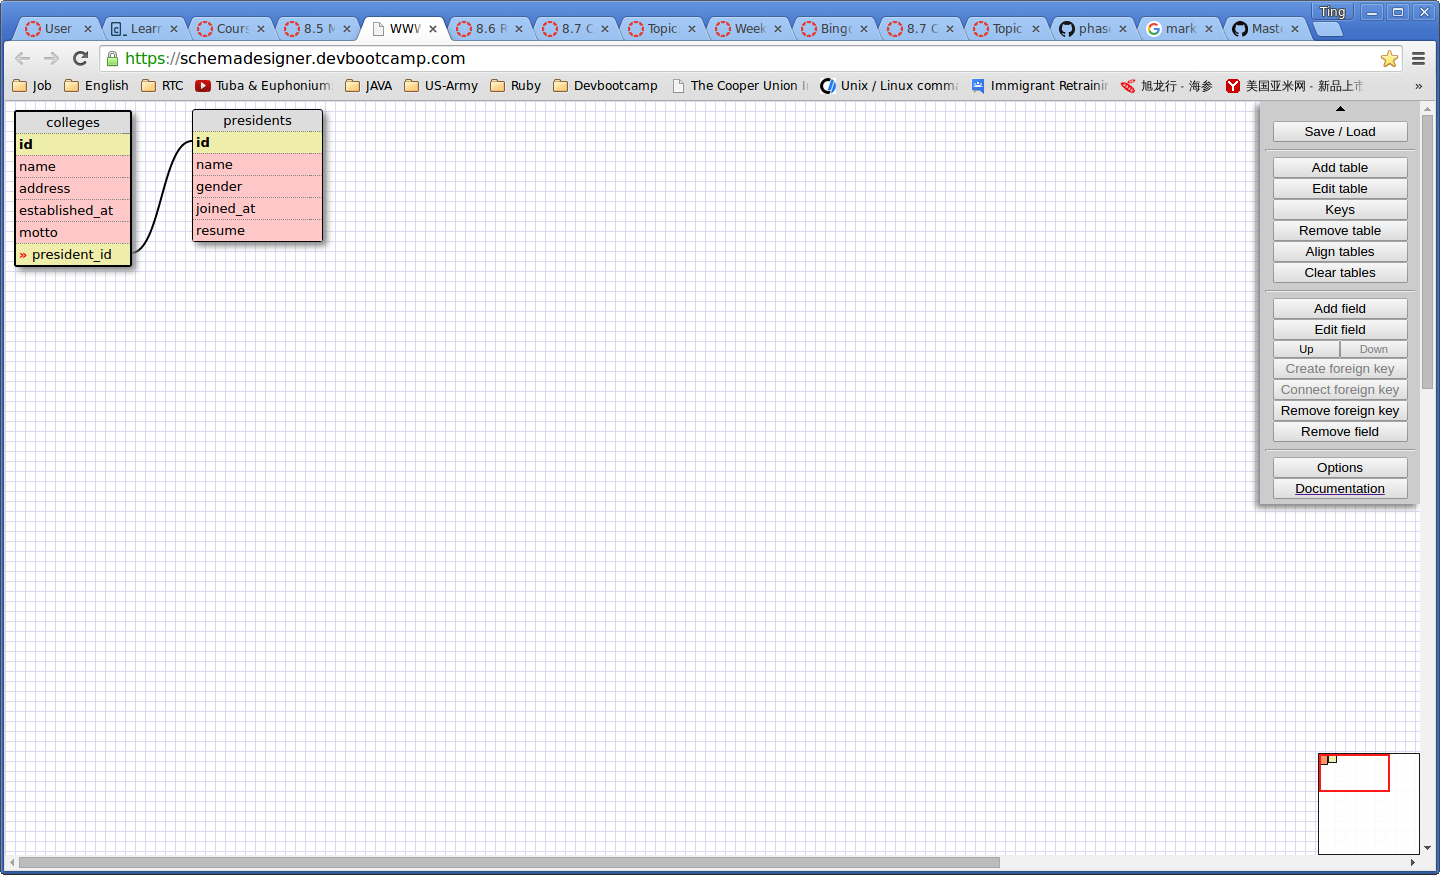 Ting
User
Learn
Cours
8.5 N
WWW
8.6 R
8.7 C
Topic:
Week
Bingo
8.7 C
Topic
phase
mark
Maste
https://schemadesigner.devbootcamp.com
Job
English
RTC
Tuba & Euphonium
JAVA
US-Army
Ruby
Devbootcamp
The Cooper Union
Unix / Linux comma
Immigrant Retrainin
旭龙行 - 海参
美国亚米网 - 新品上市
»
colleges
id
name
address
established_at
motto
» president_id
presidents
id
name
gender
joined_at
resume
Save / Load
Add table
Edit table
Keys
Remove table
Align tables
Clear tables
Add field
Edit field
Up Down
Create foreign key
Connect foreign key
Remove foreign key
Remove field
Options
Documentation